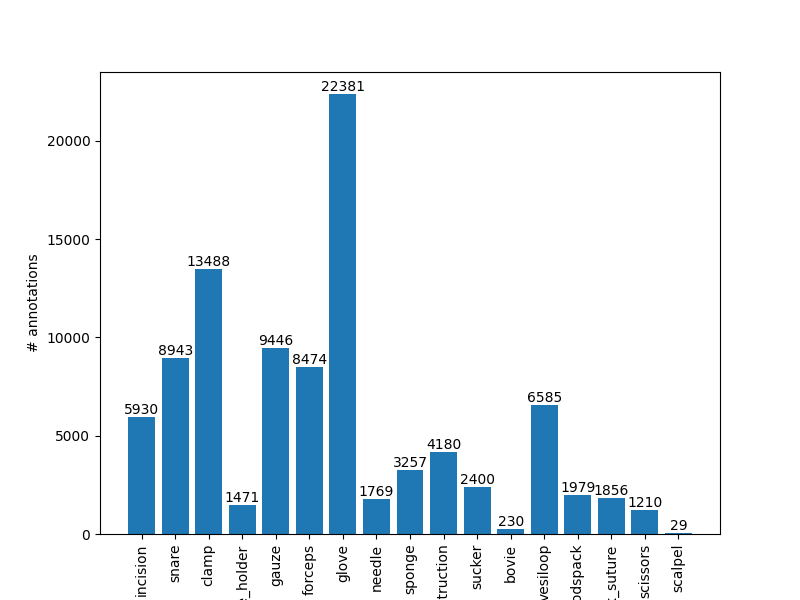 22381
20000
15000
13488
10000
9446
8943
8474
6585
5930
5000
4180
3257
2400
1979
1856
1769
1471
1210
230
29
0
# annotations
incision
snare
clamp
_holder
gauze
forceps
glove
needle
sponge
truction
sucker
bovie
vesiloop
odspack
_suture
scissors
scalpel